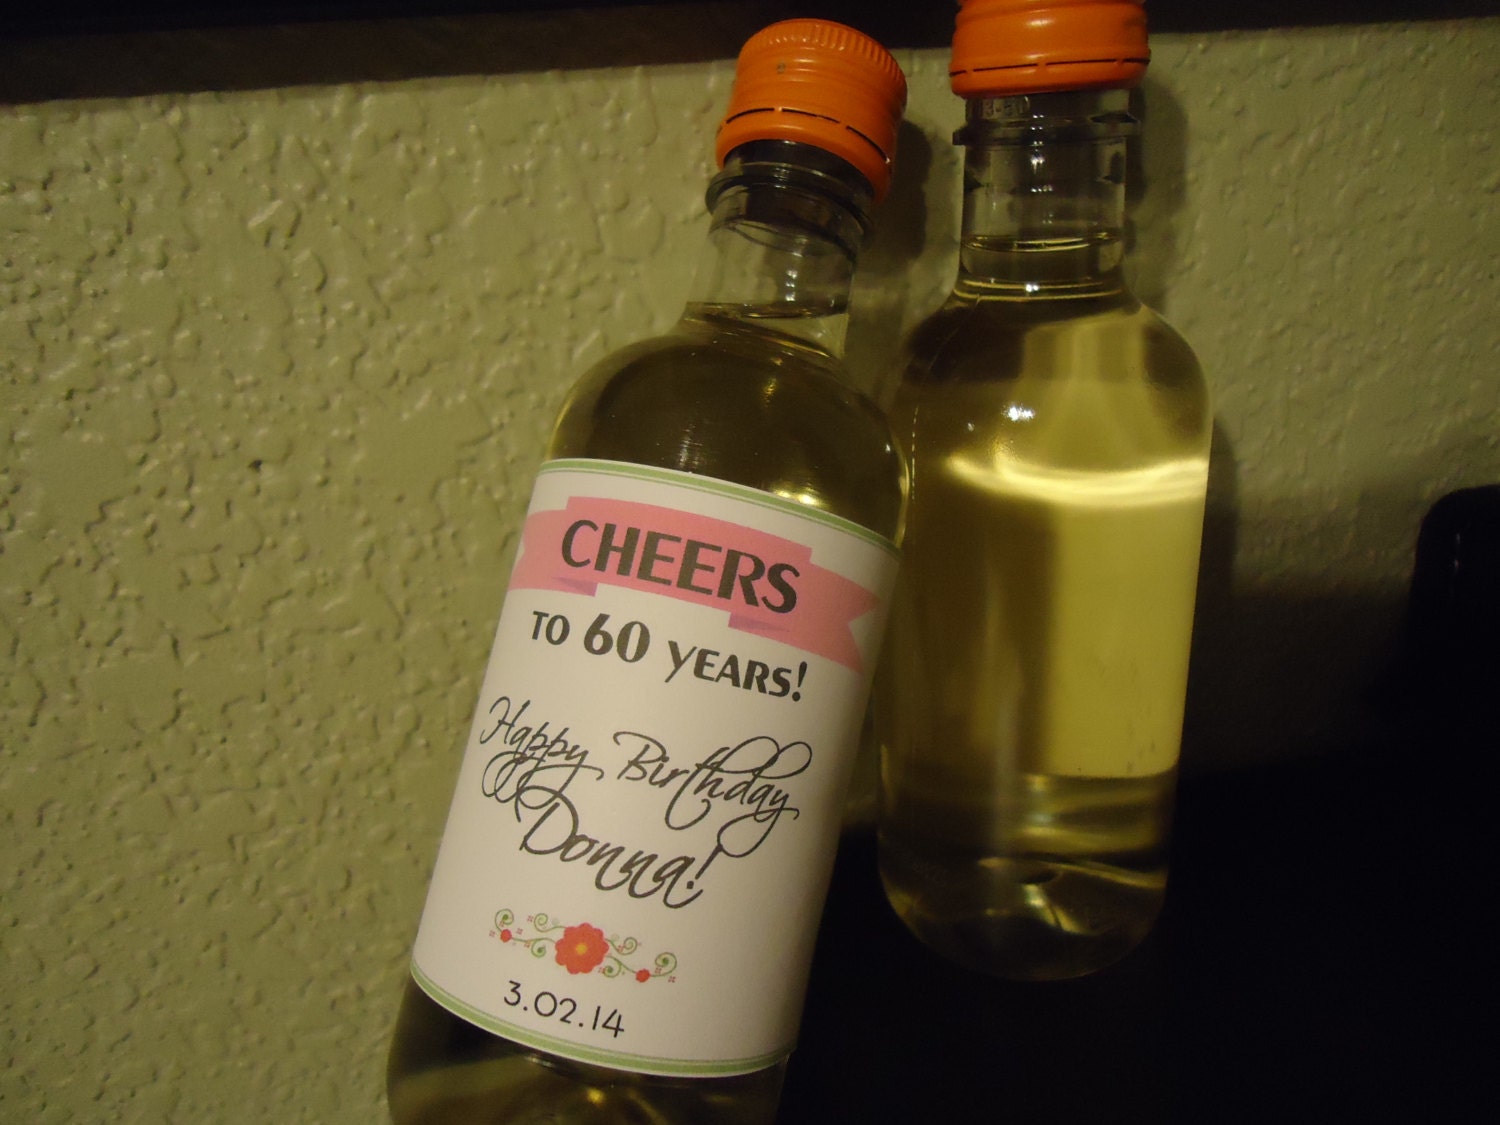 CHEERS
TO 60 YEARS!
Happy Birthday
Donna!
3.02.14